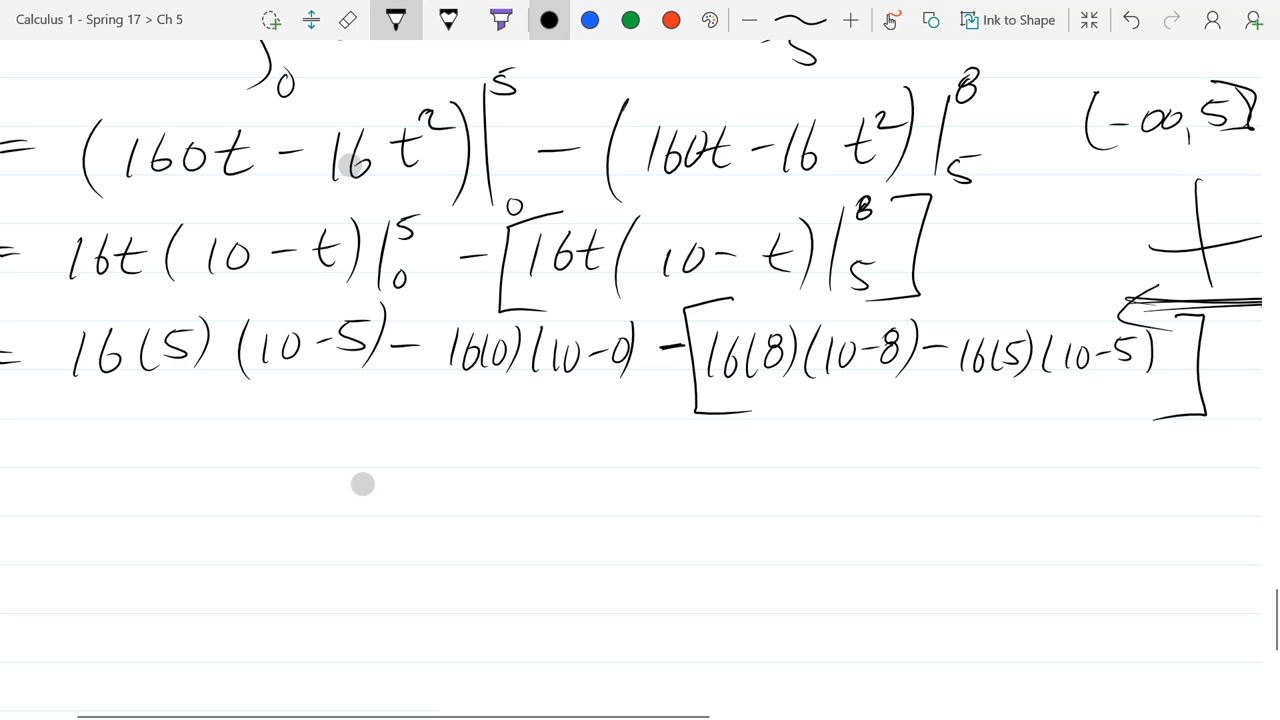 Calculus 1 - Spring 17 > Ch 5
Ink to Shape
∫₀ 5
= (160t - 16t²)|₀⁵ - (160t - 16t²)|₅⁸ (-∞, 5]
= 16t(10 - t)|₀⁵ - [16t(10 - t)|₅⁸]
= 16(5)(10-5) - 16(0)(10-0) - [16(8)(10-8) - 16(5)(10-5)]